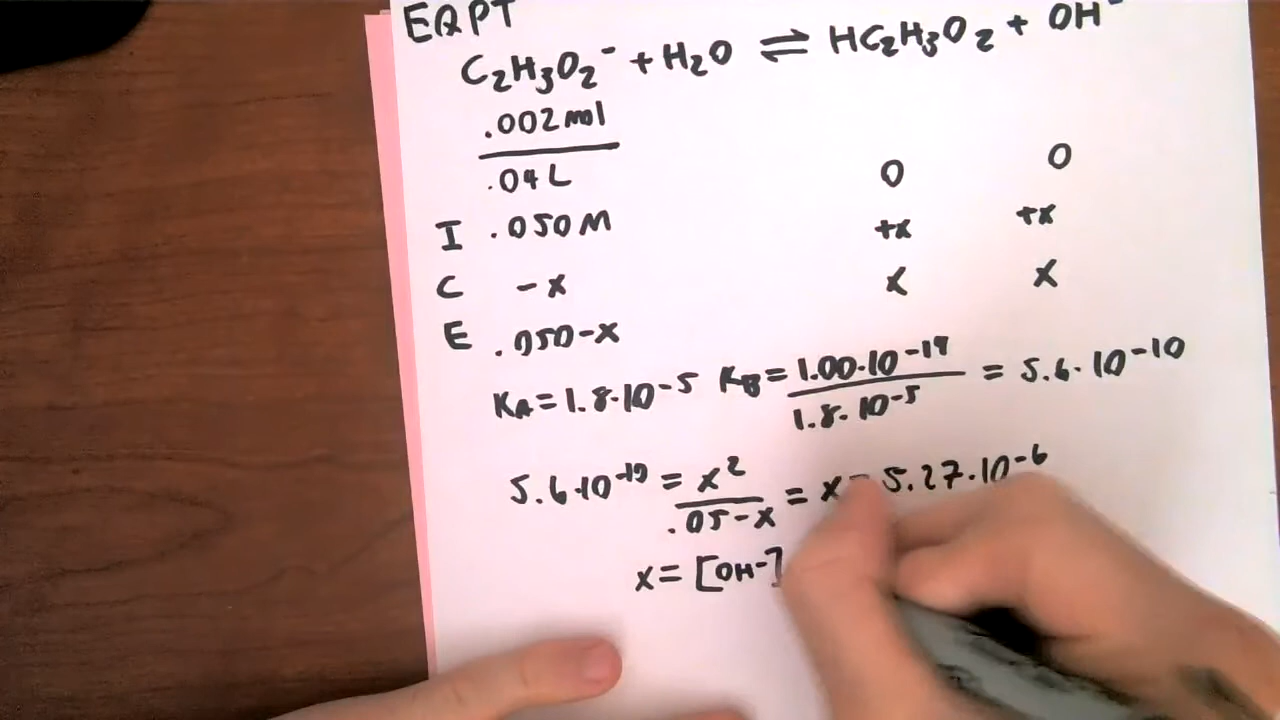 EQPT
C₂H₃O₂⁻ + H₂O ⇌ HC₂H₃O₂ + OH⁻
.002 mol
.04 L 0 0
I .050 M +x +x
C -x x x
E .050-x
KA = 1.8·10⁻⁵ KB = 1.00·10⁻¹⁴ / 1.8·10⁻⁵ = 5.6·10⁻¹⁰
5.6·10⁻¹⁰ = x² / .05-x = x = 5.27·10⁻⁶
x = [OH-]